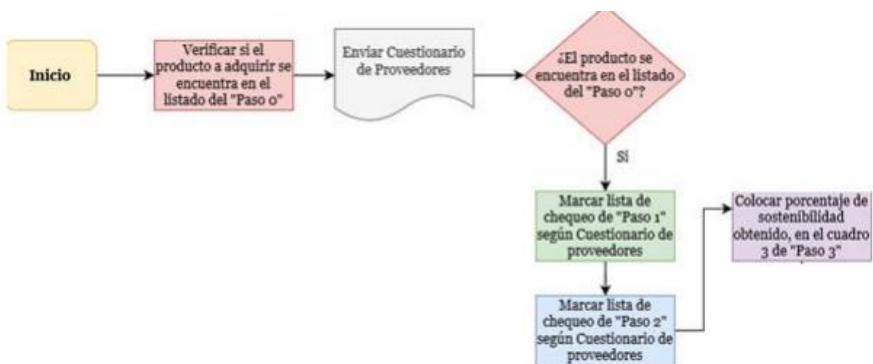 Inicio
Verificar si el
producto a adquirir se
encuentra en el
listado del "Paso 0"
Enviar Cuestionario
de Proveedores
¿El producto se
encuentra en el listado
del "Paso 0"?
Sí
Marcar lista de
chequeo de "Paso 1"
según Cuestionario de
proveedores
Colocar porcentaje de
sostenibilidad
obtenido, en el cuadro
3 de "Paso 3"
Marcar lista de
chequeo de "Paso 2"
según Cuestionario de
proveedores